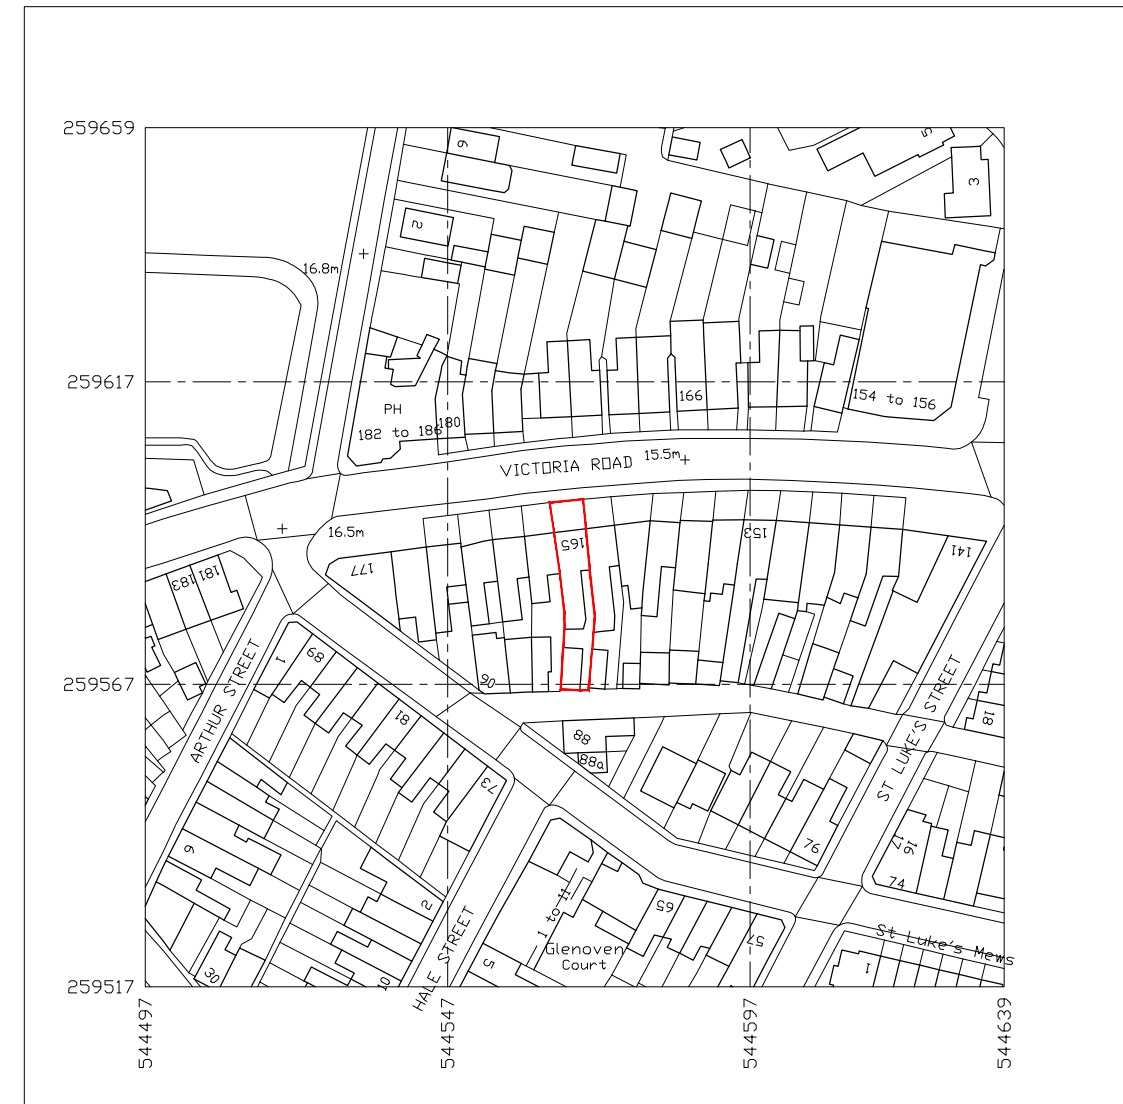 259659
6
5
3
2
16.8m
259617
166
154 to 156
PH
180
182 to 186
VICTORIA ROAD
15.5m
16.5m
165
153
141
177
181
183
259567
90
89
1
81
73
88
88a
18
ARTHUR STREET
ST LUKE'S STREET
76
17
16
74
9
2
1 to 11
65
57
St Luke's Mews
Glenoven
Court
5
1
30
10
HALE STREET
259517
544497
544547
544597
544639